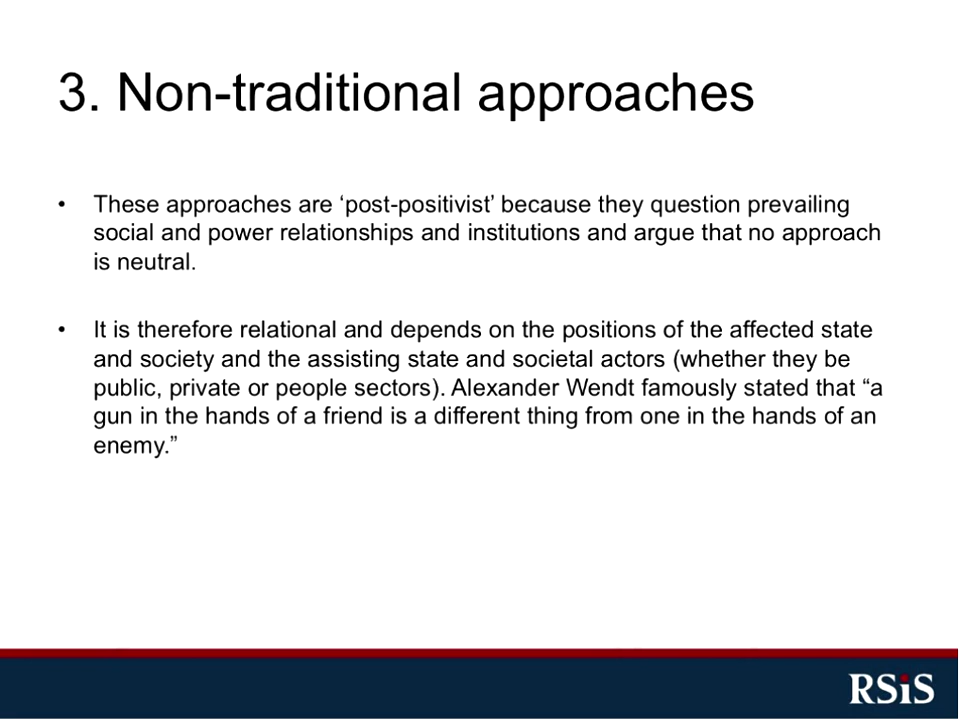 3. Non-traditional approaches
• These approaches are ‘post-positivist’ because they question prevailing
social and power relationships and institutions and argue that no approach
is neutral.
• It is therefore relational and depends on the positions of the affected state
and society and the assisting state and societal actors (whether they be
public, private or people sectors). Alexander Wendt famously stated that “a
gun in the hands of a friend is a different thing from one in the hands of an
enemy.”
RSiS